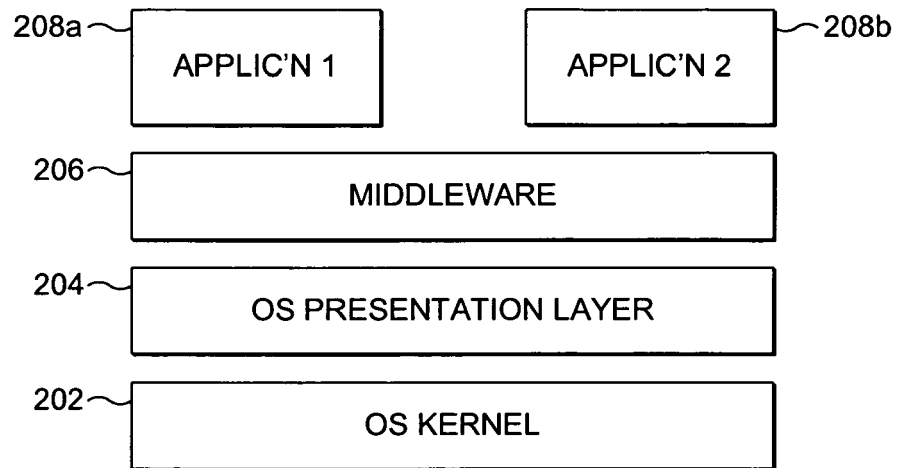 208a APPLIC'N 1 APPLIC'N 2 208b
206 MIDDLEWARE
204 OS PRESENTATION LAYER
202 OS KERNEL